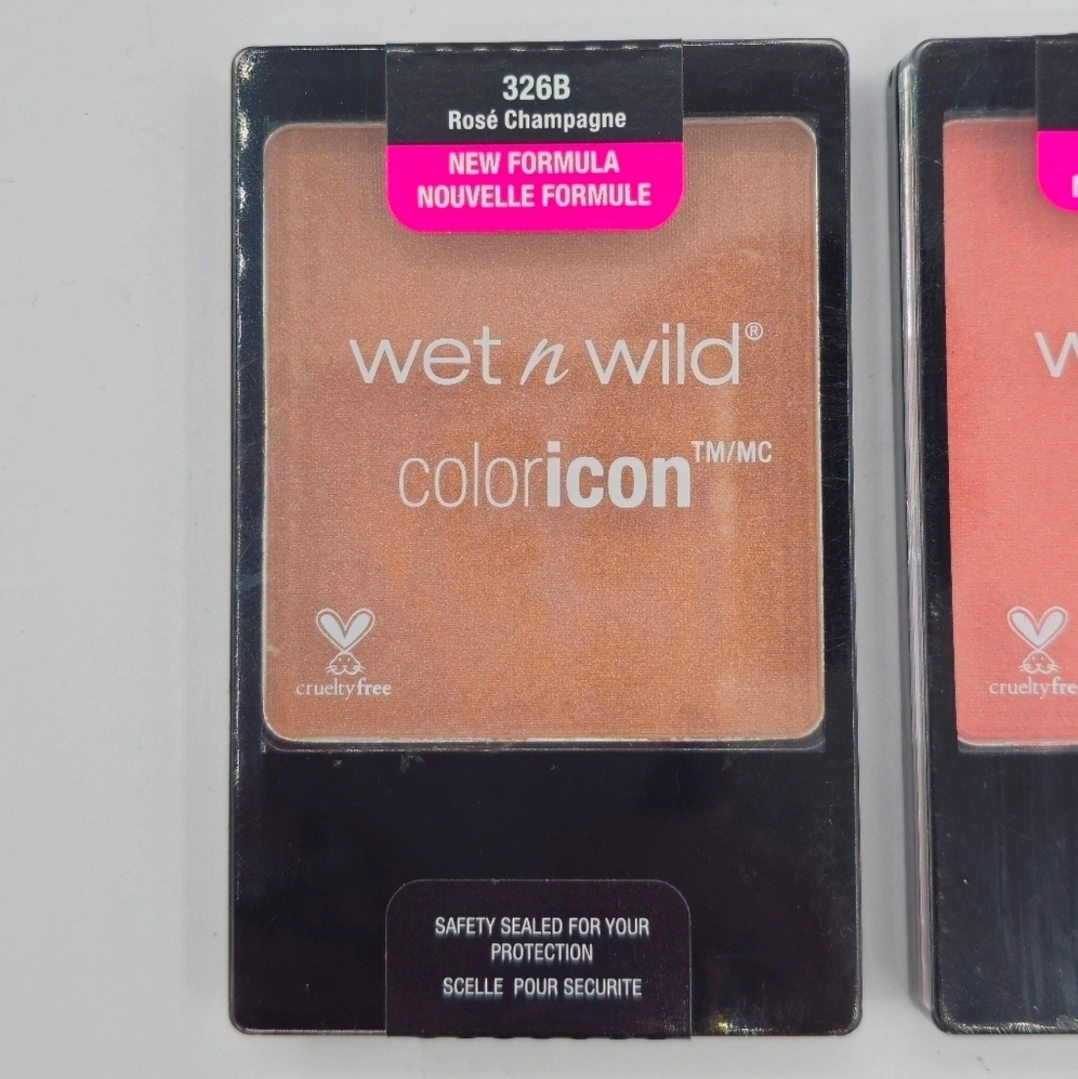 326B
Rosé Champagne
NEW FORMULA
NOUVELLE FORMULE
wet n wild®
coloricon™/MC
crueltyfree
SAFETY SEALED FOR YOUR
PROTECTION
SCELLE POUR SECURITE
crueltyfree